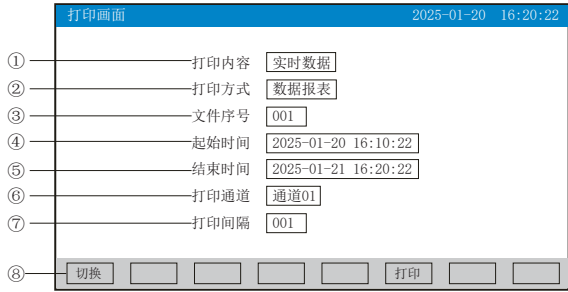 打印画面 2025-01-20 16:20:22
① 打印内容 实时数据
② 打印方式 数据报表
③ 文件序号 001
④ 起始时间 2025-01-20 16:10:22
⑤ 结束时间 2025-01-21 16:20:22
⑥ 打印通道 通道01
⑦ 打印间隔 001
⑧ 切换 打印